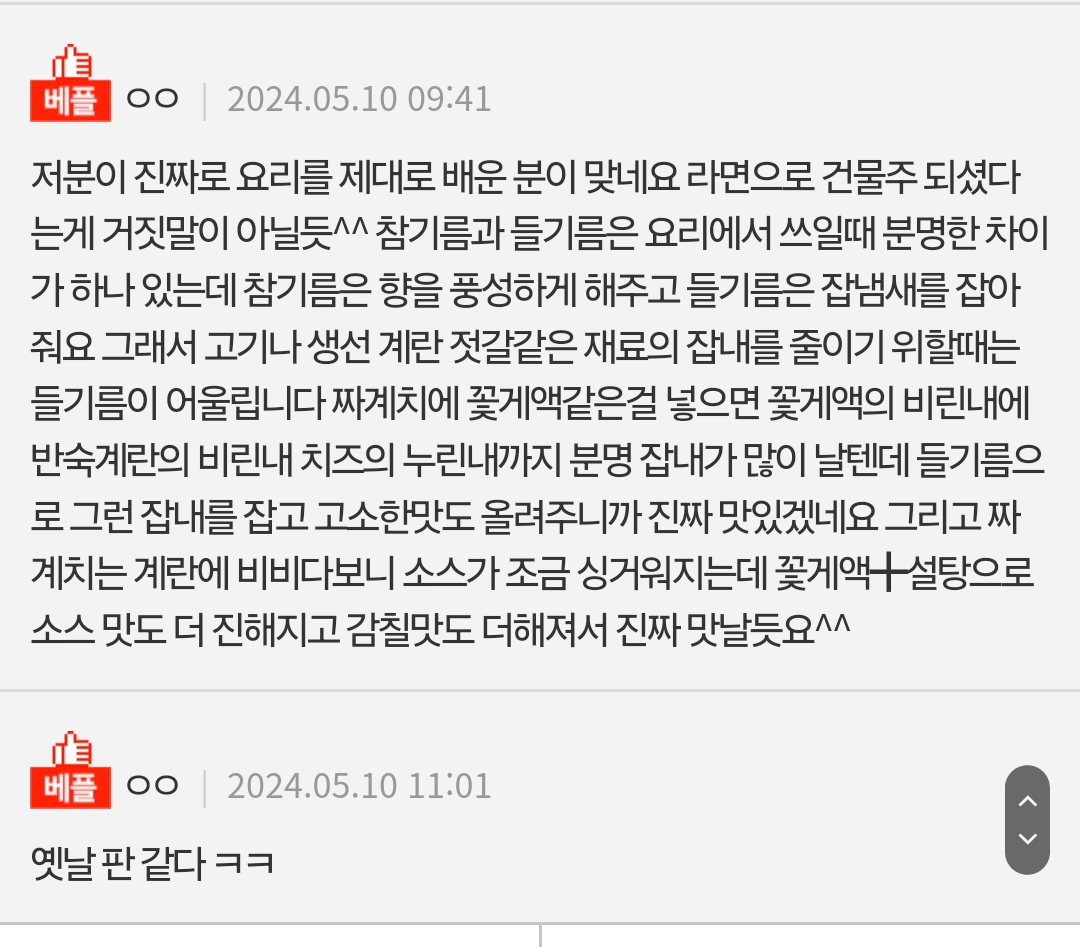 베플 ㅇㅇ 2024.05.10 09:41
저분이 진짜로 요리를 제대로 배운 분이 맞네요 라면으로 건물주 되셨다
는게 거짓말이 아닐듯^^ 참기름과 들기름은 요리에서 쓰일때 분명한 차이
가 하나 있는데 참기름은 향을 풍성하게 해주고 들기름은 잡냄새를 잡아
줘요 그래서 고기나 생선 계란 젓갈같은 재료의 잡내를 줄이기 위할때는
들기름이 어울립니다 짜계치에 꽃게액같은걸 넣으면 꽃게액의 비린내에
반숙계란의 비린내 치즈의 누린내까지 분명 잡내가 많이 날텐데 들기름으
로 그런 잡내를 잡고 고소한맛도 올려주니까 진짜 맛있겠네요 그리고 짜
계치는 계란에 비비다보니 소스가 조금 싱거워지는데 꽃게액╋설탕으로
소스 맛도 더 진해지고 감칠맛도 더해져서 진짜 맛날듯요^^
베플 ㅇㅇ 2024.05.10 11:01
옛날 판 같다 ㅋㅋ